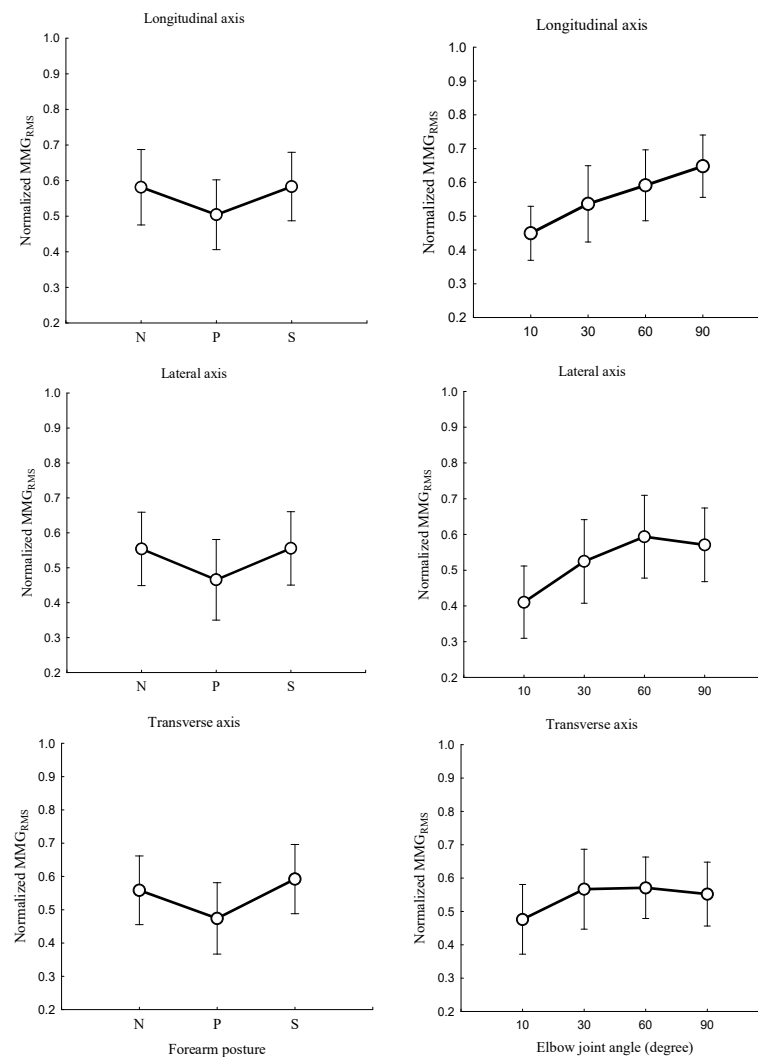 Longitudinal axis
1.0
0.9
0.8
0.7
0.6
0.5
0.4
0.3
0.2
Normalized MMGRMS
N P S
Longitudinal axis
1.0
0.9
0.8
0.7
0.6
0.5
0.4
0.3
0.2
Normalized MMGRMS
10 30 60 90
Lateral axis
1.0
0.9
0.8
0.7
0.6
0.5
0.4
0.3
0.2
Normalized MMGRMS
N P S
Lateral axis
1.0
0.9
0.8
0.7
0.6
0.5
0.4
0.3
0.2
Normalized MMGRMS
10 30 60 90
Transverse axis
1.0
0.9
0.8
0.7
0.6
0.5
0.4
0.3
0.2
Normalized MMGRMS
N P S
Forearm posture
Transverse axis
1.0
0.9
0.8
0.7
0.6
0.5
0.4
0.3
0.2
Normalized MMGRMS
10 30 60 90
Elbow joint angle (degree)